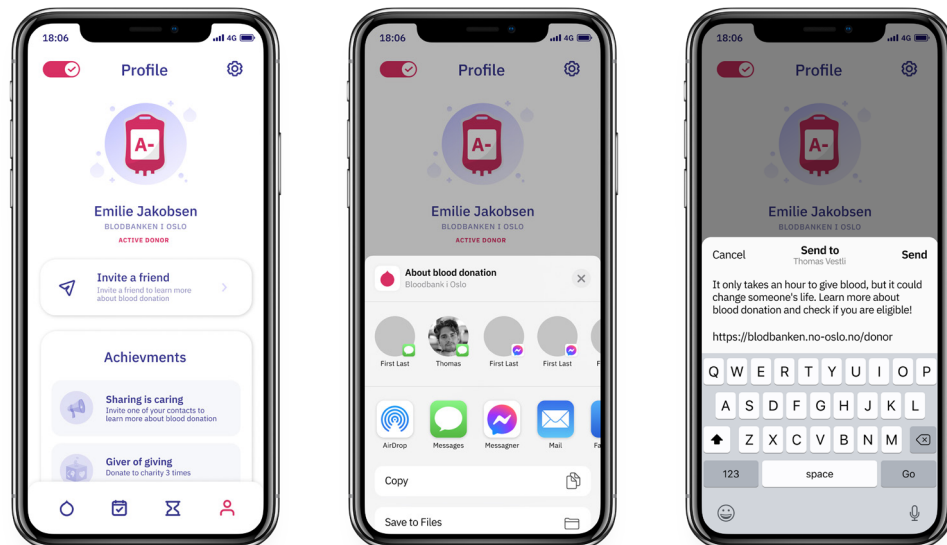 18:06
4G
Profile
A-
Emilie Jakobsen
BLODBANKEN I OSLO
ACTIVE DONOR
Invite a friend
Invite a friend to learn more
about blood donation
Achievments
Sharing is caring
Invite one of your contacts to
learn more about blood donation
Giver of giving
Donate to charity 3 times
18:06
4G
Profile
A-
Emilie Jakobsen
BLODBANKEN I OSLO
ACTIVE DONOR
About blood donation
Bloodbank i Oslo
First Last
Thomas
First Last
First Last
F
AirDrop
Messages
Messagner
Mail
Fa
Copy
Save to Files
18:06
4G
Profile
A-
Emilie Jakobsen
BLODBANKEN I OSLO
Cancel
Send to
Thomas Vestli
Send
It only takes an hour to give blood, but it could
change someone's life. Learn more about
blood donation and check if you are eligible!
https://blodbanken.no-oslo.no/donor
Q W E R T Y U I O P
A S D F G H J K L
Z X C V B N M
123
space
Go